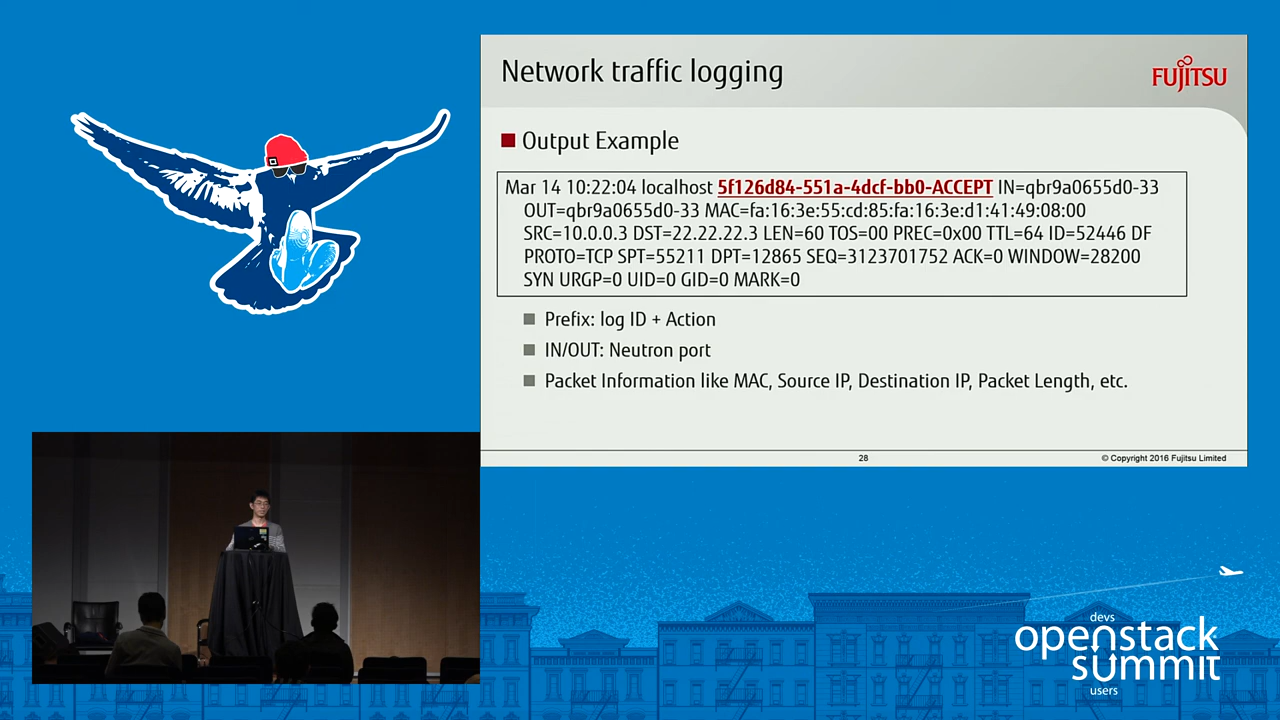 Network traffic logging
FUJITSU
Output Example
Mar 14 10:22:04 localhost 5f126d84-551a-4dcf-bb0-ACCEPT IN=qbr9a0655d0-33
OUT=qbr9a0655d0-33 MAC=fa:16:3e:55:cd:85:fa:16:3e:d1:41:49:08:00
SRC=10.0.0.3 DST=22.22.22.3 LEN=60 TOS=00 PREC=0x00 TTL=64 ID=52446 DF
PROTO=TCP SPT=55211 DPT=12865 SEQ=3123701752 ACK=0 WINDOW=28200
SYN URGP=0 UID=0 GID=0 MARK=0
Prefix: log ID + Action
IN/OUT: Neutron port
Packet Information like MAC, Source IP, Destination IP, Packet Length, etc.
28
© Copyright 2016 Fujitsu Limited
devs
openstack
summit
users